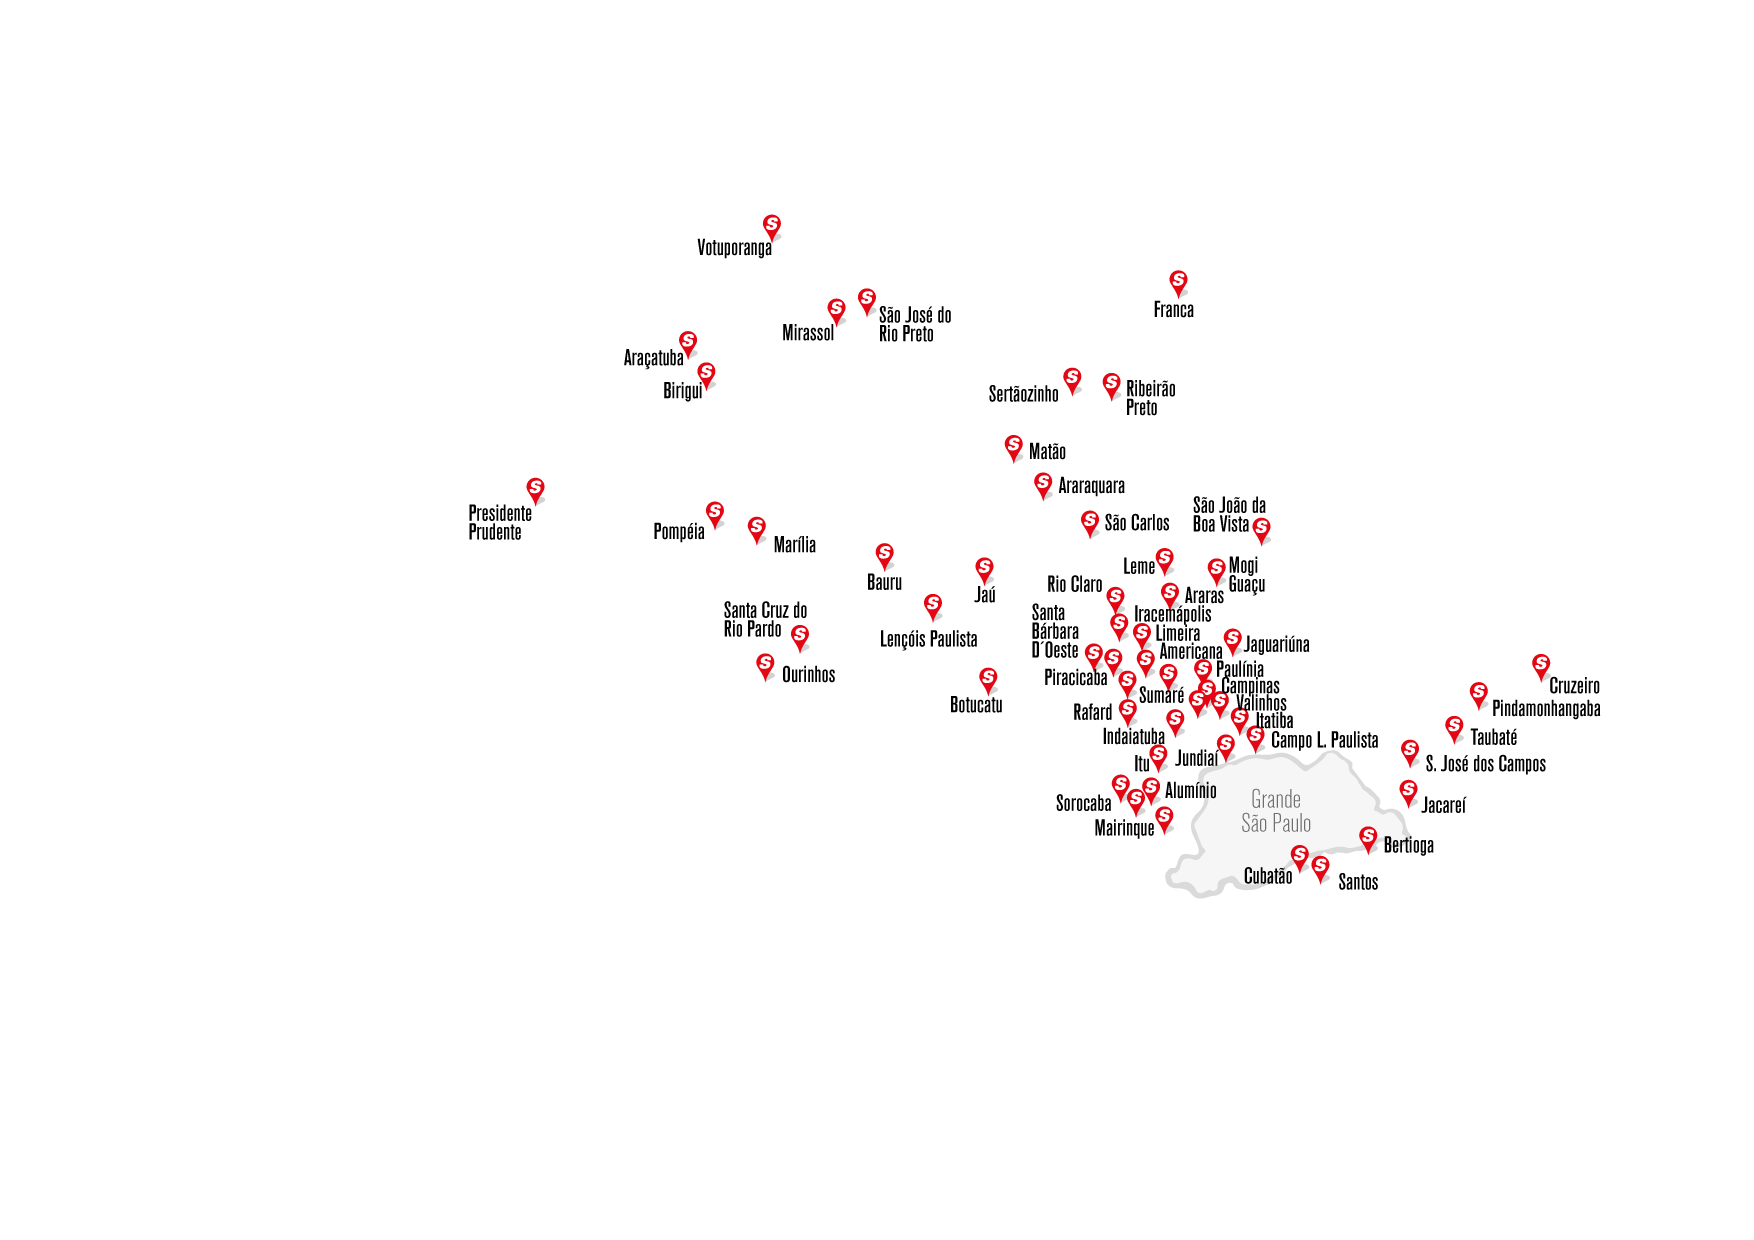 Votuporanga
Franca
São José do
Rio Preto
Mirassol
Araçatuba
Birigui
Sertãozinho
Ribeirão
Preto
Matão
Araraquara
Presidente
Prudente
São João da
Boa Vista
São Carlos
Pompéia
Marília
Bauru
Jaú
Leme
Mogi
Guaçu
Rio Claro
Araras
Santa Cruz do
Rio Pardo
Lençóis Paulista
Santa
Bárbara
D´Oeste
Iracemápolis
Limeira
Americana
Jaguariúna
Ourinhos
Piracicaba
Paulínia
Campinas
Sumaré
Valinhos
Botucatu
Rafard
Itatiba
Indaiatuba
Campo L. Paulista
Itu
Jundiaí
Cruzeiro
Pindamonhangaba
Taubaté
S. José dos Campos
Jacareí
Alumínio
Sorocaba
Mairinque
Grande
São Paulo
Bertioga
Cubatão
Santos